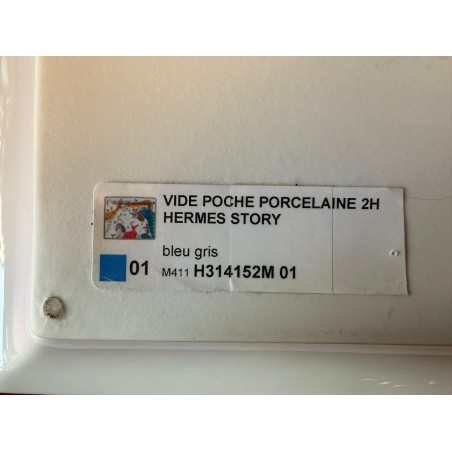 VIDE POCHE PORCELAINE 2H
HERMES STORY
bleu gris
01 M411 H314152M 01